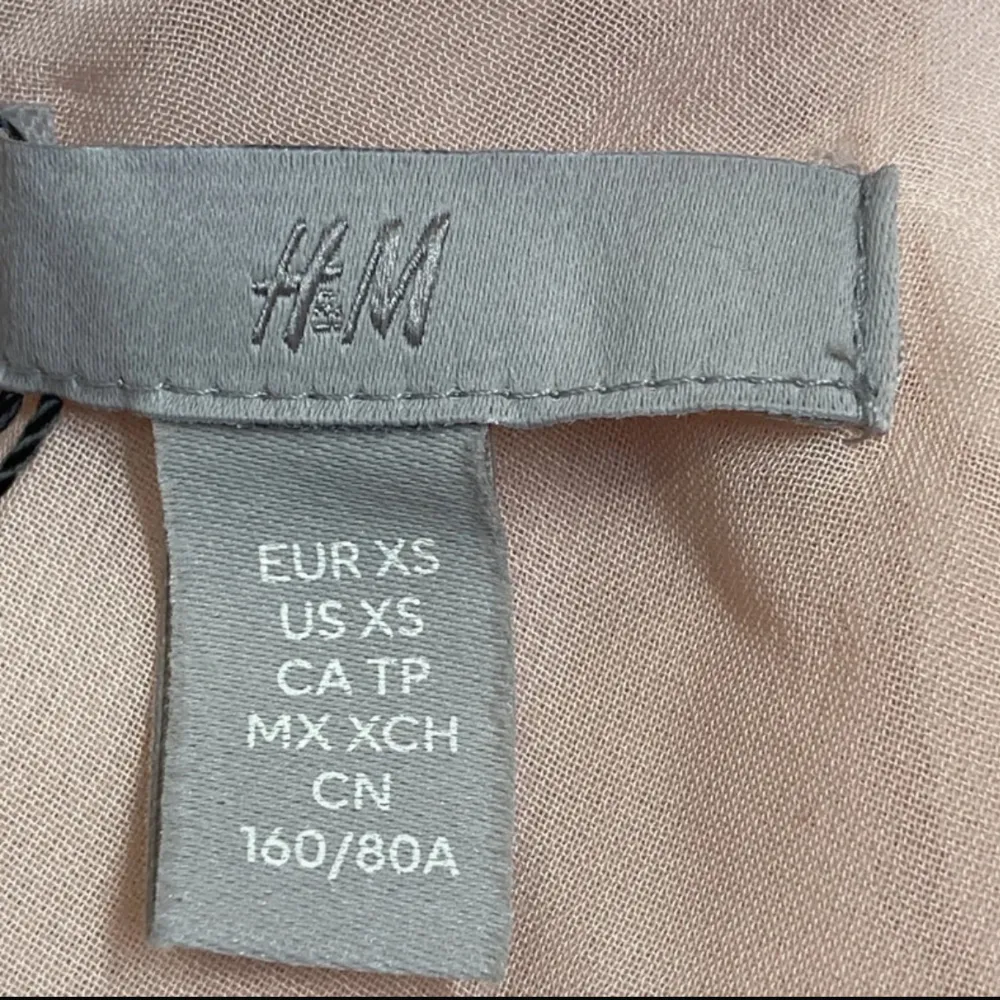 H&M
EUR XS
US XS
CA TP
MX XCH
CN
160/80A